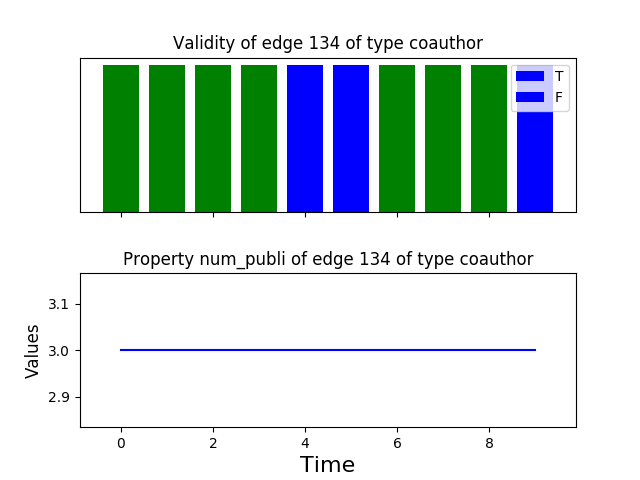 Validity of edge 134 of type coauthor
T
F
Property num_publi of edge 134 of type coauthor
Values
3.1
3.0
2.9
0 2 4 6 8
Time